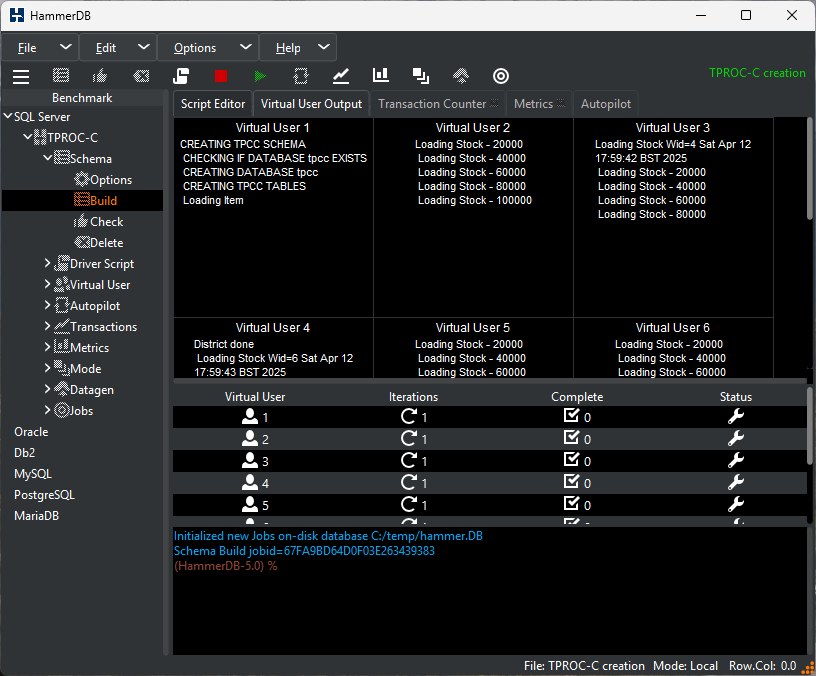 HammerDB
File Edit Options Help
TPROC-C creation
Benchmark
SQL Server
TPROC-C
Schema
Options
Build
Check
Delete
Driver Script
Virtual User
Autopilot
Transactions
Metrics
Mode
Datagen
Jobs
Oracle
Db2
MySQL
PostgreSQL
MariaDB
Script Editor Virtual User Output Transaction Counter Metrics Autopilot
Virtual User 1
CREATING TPCC SCHEMA
CHECKING IF DATABASE tpcc EXISTS
CREATING DATABASE tpcc
CREATING TPCC TABLES
Loading Item
Virtual User 2
Loading Stock - 20000
Loading Stock - 40000
Loading Stock - 60000
Loading Stock - 80000
Loading Stock - 100000
Virtual User 3
Loading Stock Wid=4 Sat Apr 12
17:59:42 BST 2025
Loading Stock - 20000
Loading Stock - 40000
Loading Stock - 60000
Loading Stock - 80000
Virtual User 4
District done
Loading Stock Wid=6 Sat Apr 12
17:59:43 BST 2025
Virtual User 5
Loading Stock - 20000
Loading Stock - 40000
Loading Stock - 60000
Virtual User 6
Loading Stock - 20000
Loading Stock - 40000
Loading Stock - 60000
Virtual User Iterations Complete Status
1 1 0
2 1 0
3 1 0
4 1 0
5 1 0
Initialized new Jobs on-disk database C:/temp/hammer.DB
Schema Build jobid=67FA9BD64D0F03E263439383
(HammerDB-5.0) %
File: TPROC-C creation Mode: Local Row.Col: 0.0